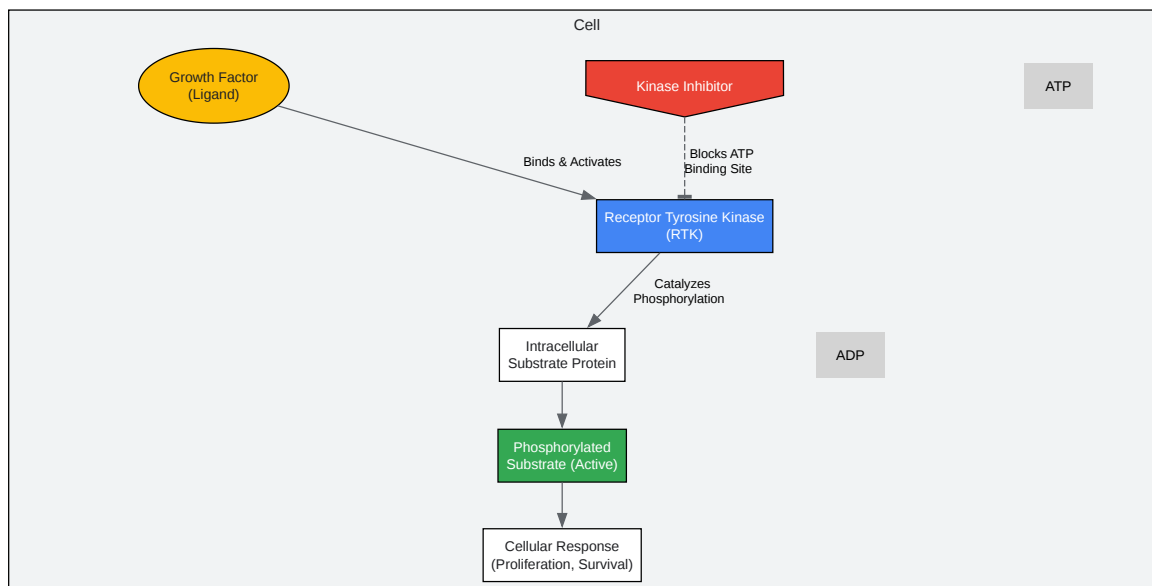 Cell
Growth Factor
(Ligand)
Kinase Inhibitor
ATP
Binds & Activates
Blocks ATP
Binding Site
Receptor Tyrosine Kinase
(RTK)
Catalyzes
Phosphorylation
Intracellular
Substrate Protein
ADP
Phosphorylated
Substrate (Active)
Cellular Response
(Proliferation, Survival)